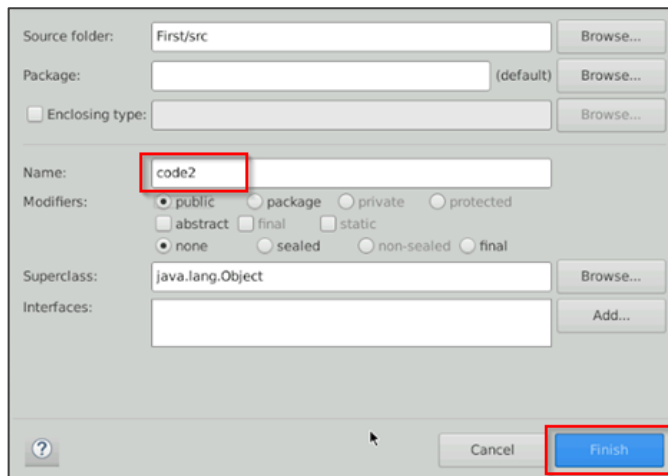 Source folder: First/src Browse...
Package: (default) Browse...
Enclosing type: Browse...
Name: code2
Modifiers: public package private protected
abstract final static
none sealed non-sealed final
Superclass: java.lang.Object Browse...
Interfaces: Add...
? Cancel Finish